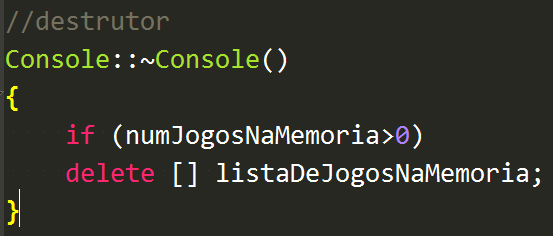 //destrutor
Console::~Console()
{
if (numJogosNaMemoria>0)
delete [] listaDeJogosNaMemoria;
}